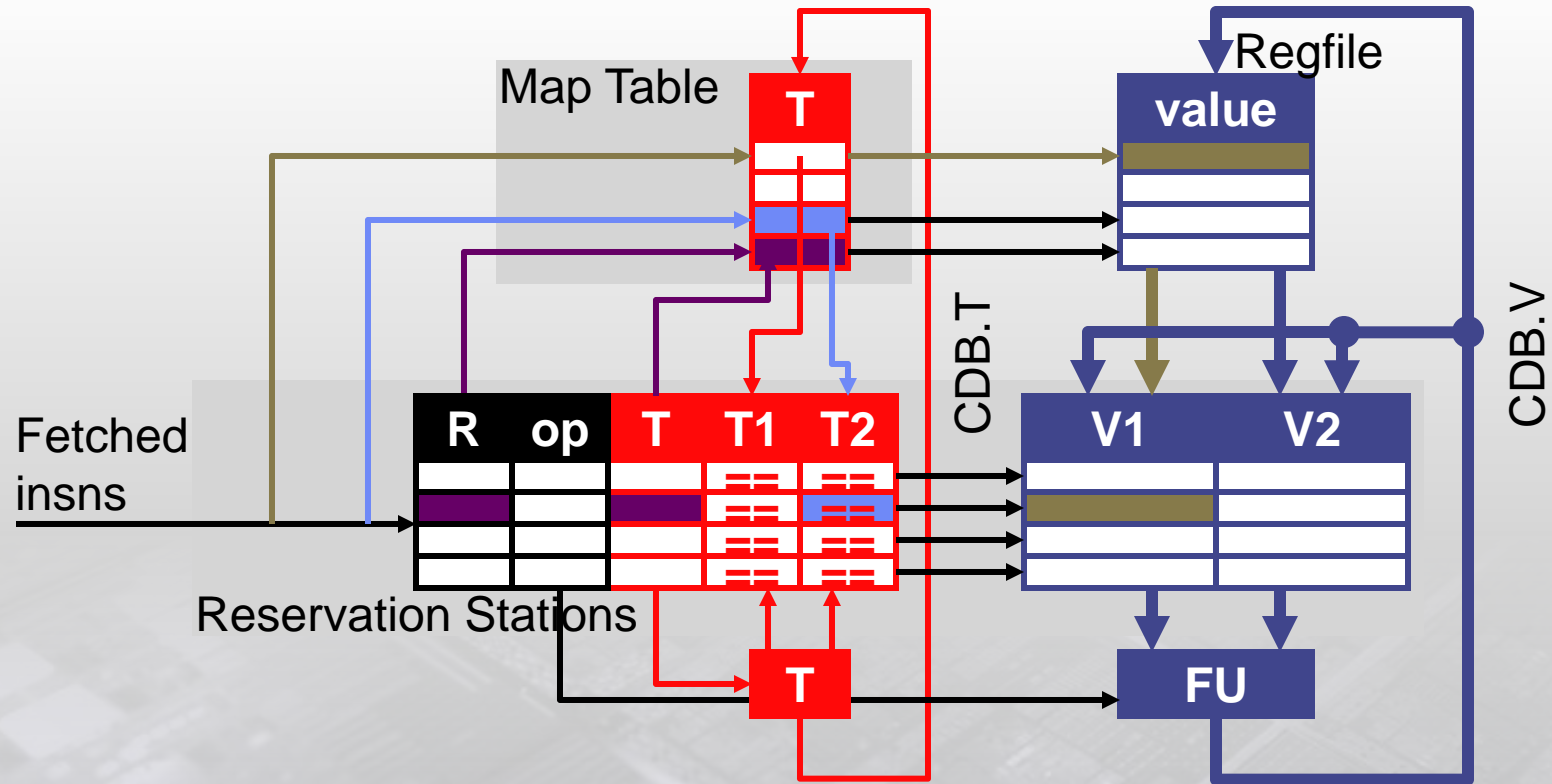 Regfile
Map Table
T
value
CDB.T
CDB.V
Fetched
insns
R op T T1 T2
V1 V2
== ==
== ==
== ==
== ==
Reservation Stations
T
FU